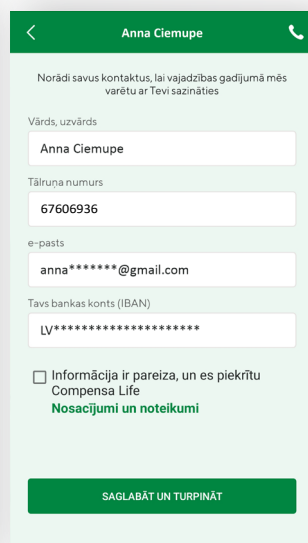 Anna Ciemupe
Norādi savus kontaktus, lai vajadzības gadījumā mēs
varētu ar Tevi sazināties
Vārds, uzvārds
Anna Ciemupe
Tālruņa numurs
67606936
e-pasts
anna*******@gmail.com
Tavs bankas konts (IBAN)
LV*********************
Informācija ir pareiza, un es piekrītu
Compensa Life
Nosacījumi un noteikumi
SAGLABĀT UN TURPINĀT